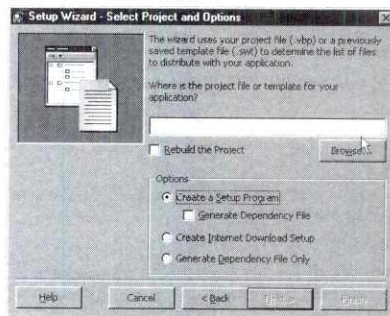 Setup Wizard - Select Project and Options
The wizard uses your project file (.vbp) or a previously
saved template file (.swt) to determine the list of files
to distribute with your application.
Where is the project file or template for your
application?
Rebuild the Project
Browse...
Options
Create a Setup Program
Generate Dependency File
Create Internet Download Setup
Generate Dependency File Only
Help
Cancel
< Back
Next >
Finish